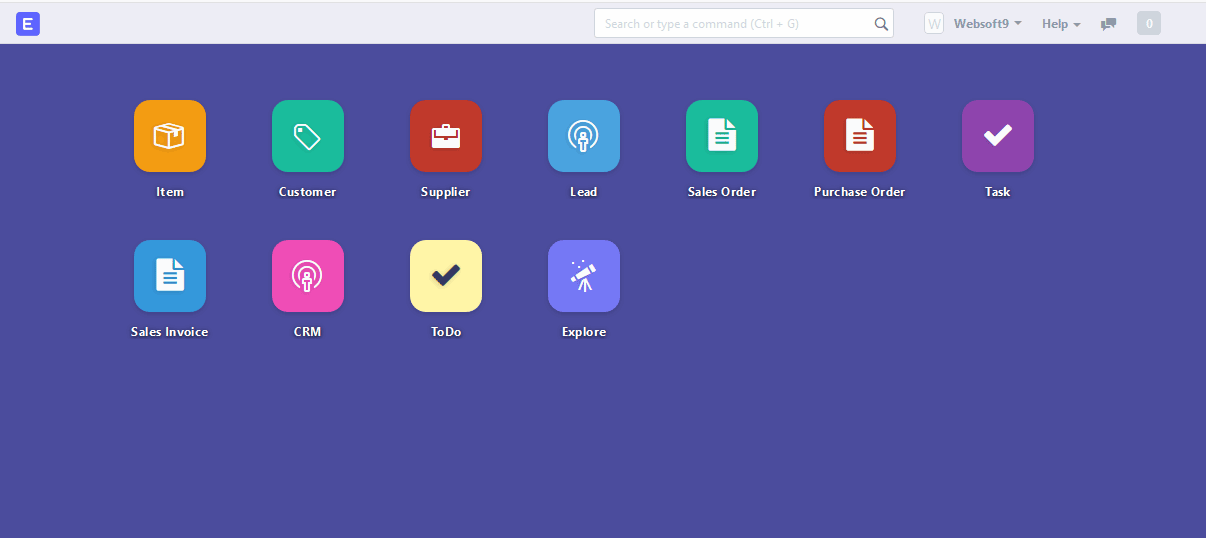 E
Search or type a command (Ctrl + G)
W Websoft9 Help 0
Item Customer Supplier Lead Sales Order Purchase Order Task
Sales Invoice CRM ToDo Explore